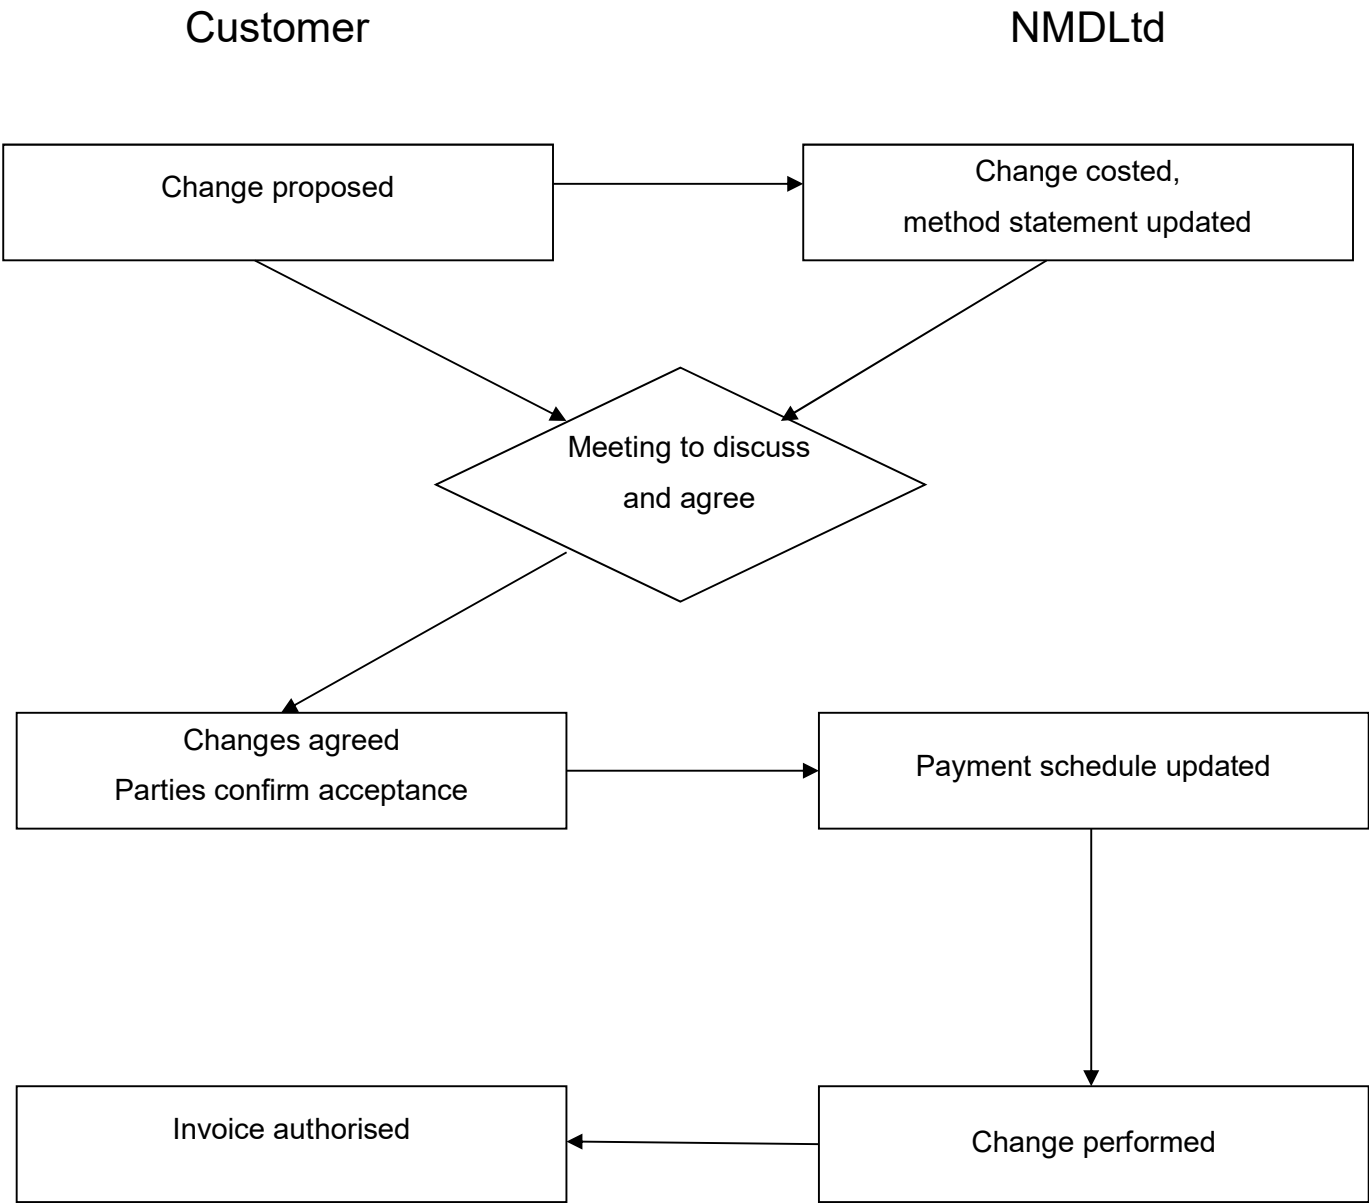 Customer
NMDLtd
Change proposed
Change costed,
method statement updated
Meeting to discuss
and agree
Changes agreed
Parties confirm acceptance
Payment schedule updated
Invoice authorised
Change performed